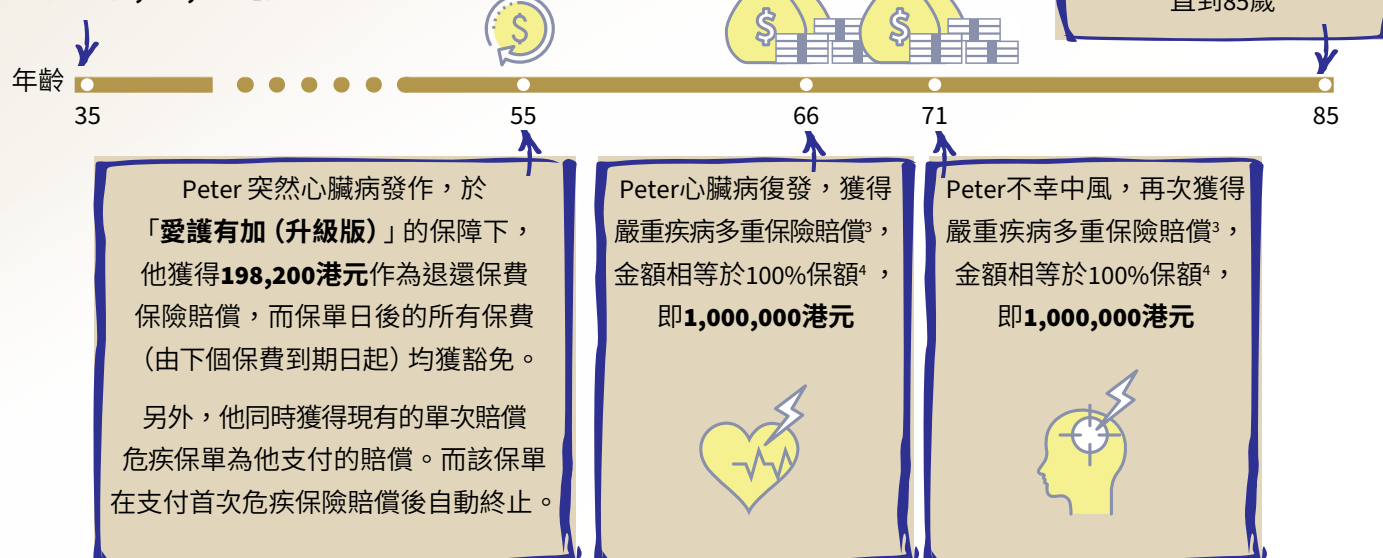 直到85歲
年齡
35
55
66
71
85
Peter 突然心臟病發作，於
「愛護有加（升級版）」的保障下，
他獲得198,200港元作為退還保費
保險賠償，而保單日後的所有保費
（由下個保費到期日起）均獲豁免。
另外，他同時獲得現有的單次賠償
危疾保單為他支付的賠償。而該保單
在支付首次危疾保險賠償後自動終止。
Peter心臟病復發，獲得
嚴重疾病多重保險賠償3，
金額相等於100%保額4，
即1,000,000港元
Peter不幸中風，再次獲得
嚴重疾病多重保險賠償3，
金額相等於100%保額4，
即1,000,000港元